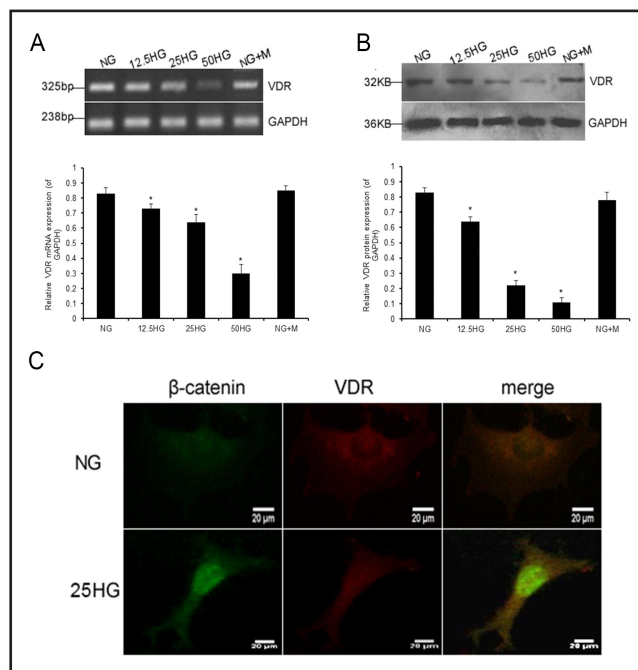 A
NG 12.5HG 25HG 50HG NG+M
325bp VDR
238bp GAPDH
Relative VDR mRNA expression (of GAPDH)
0.9
0.8
0.7
0.6
0.5
0.4
0.3
0.2
0.1
0
* * *
NG 12.5HG 25HG 50HG NG+M
B
NG 12.5HG 25HG 50HG NG+M
32KB VDR
36KB GAPDH
Relative VDR protein expression (of GAPDH)
0.9
0.8
0.7
0.6
0.5
0.4
0.3
0.2
0.1
0
* * *
NG 12.5HG 25HG 50HG NG+M
C
β-catenin VDR merge
NG
20 μm 20 μm 20 μm
25HG
20 μm 20 μm 20 μm